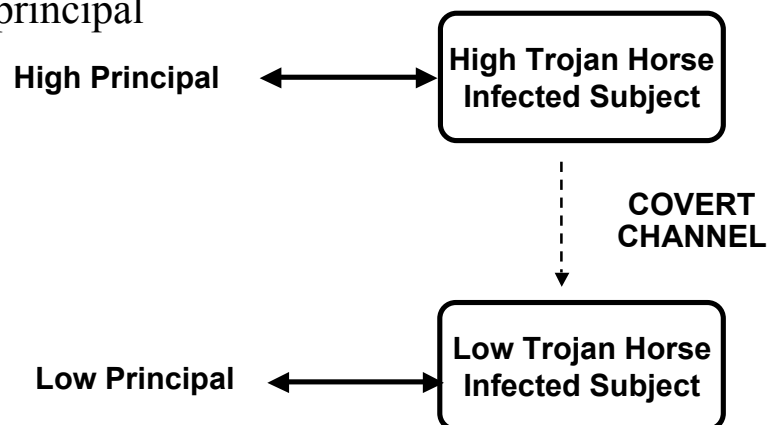 principal
High Principal
High Trojan Horse
Infected Subject
COVERT
CHANNEL
Low Principal
Low Trojan Horse
Infected Subject